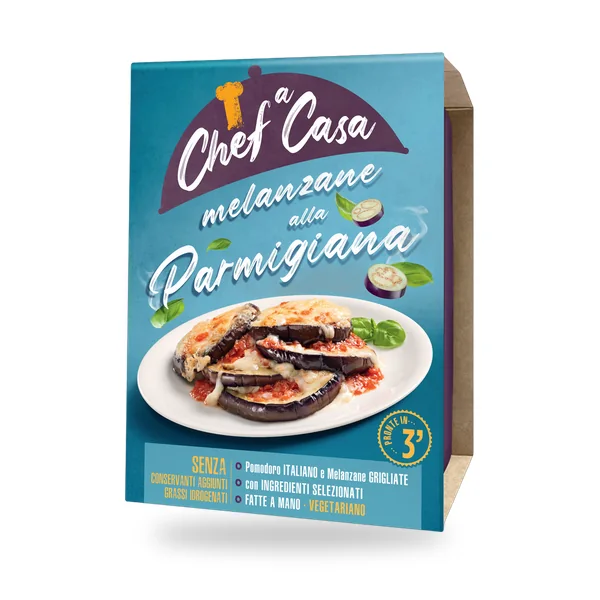 Chef a Casa
melanzane
alla
Parmigiana
PRONTE IN
3'
SENZA
CONSERVANTI AGGIUNTI
GRASSI IDROGENATI
Pomodoro ITALIANO e Melanzane GRIGLIATE
con INGREDIENTI SELEZIONATI
FATTE A MANO · VEGETARIANO